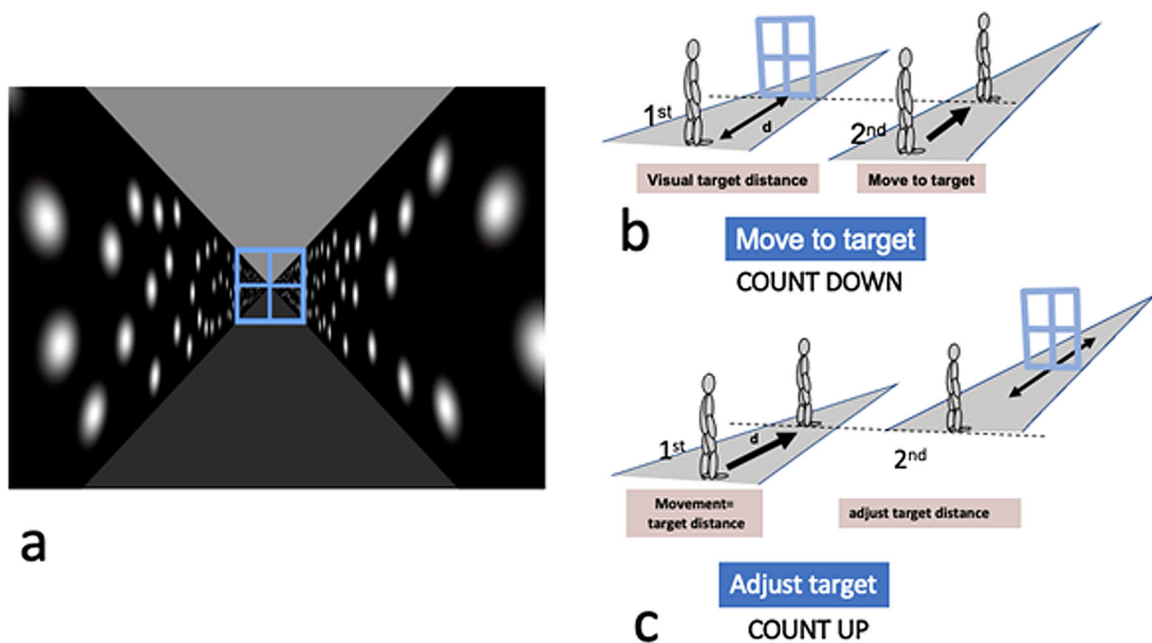 a
1st
d
2nd
Visual target distance
Move to target
b
Move to target
COUNT DOWN
1st
d
2nd
Movement=
target distance
adjust target distance
Adjust target
c
COUNT UP